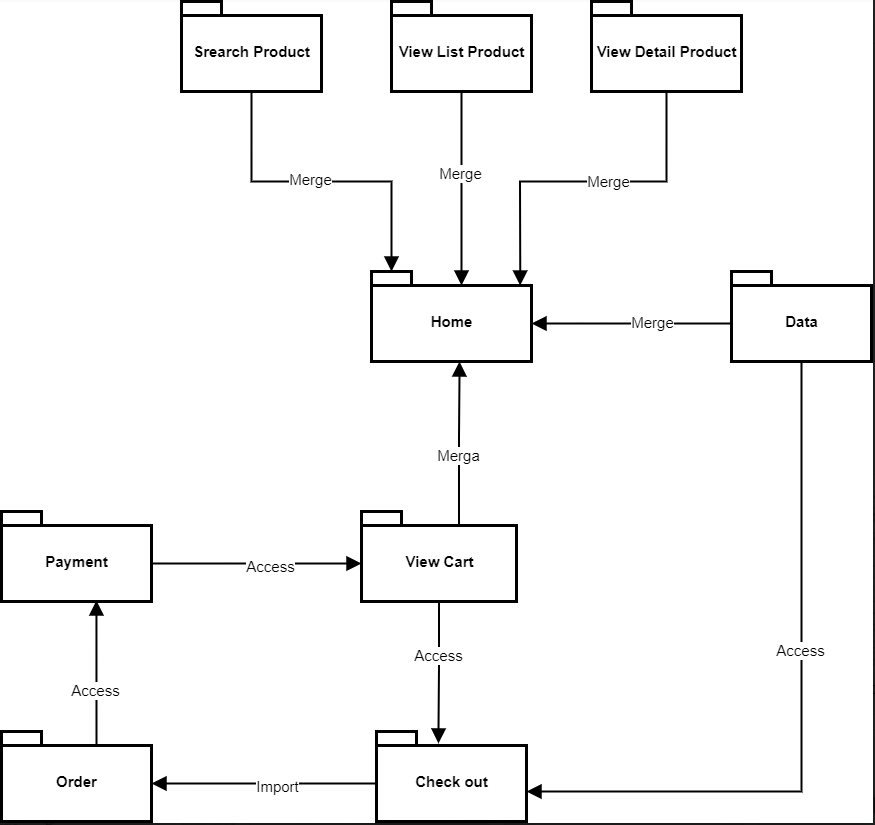 Srearch Product
View List Product
View Detail Product
Merge
Merge
Merge
Home
Merge
Data
Merga
Payment
Access
View Cart
Access
Access
Access
Order
Import
Check out